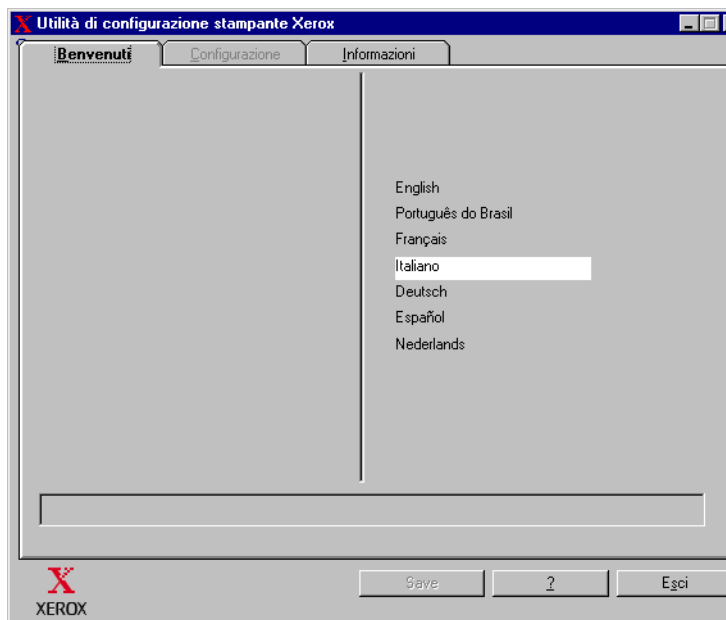 Utilità di configurazione stampante Xerox
Benvenuti Configurazione Informazioni
English
Português do Brasil
Français
Italiano
Deutsch
Español
Nederlands
Save ? Esci
X
XEROX